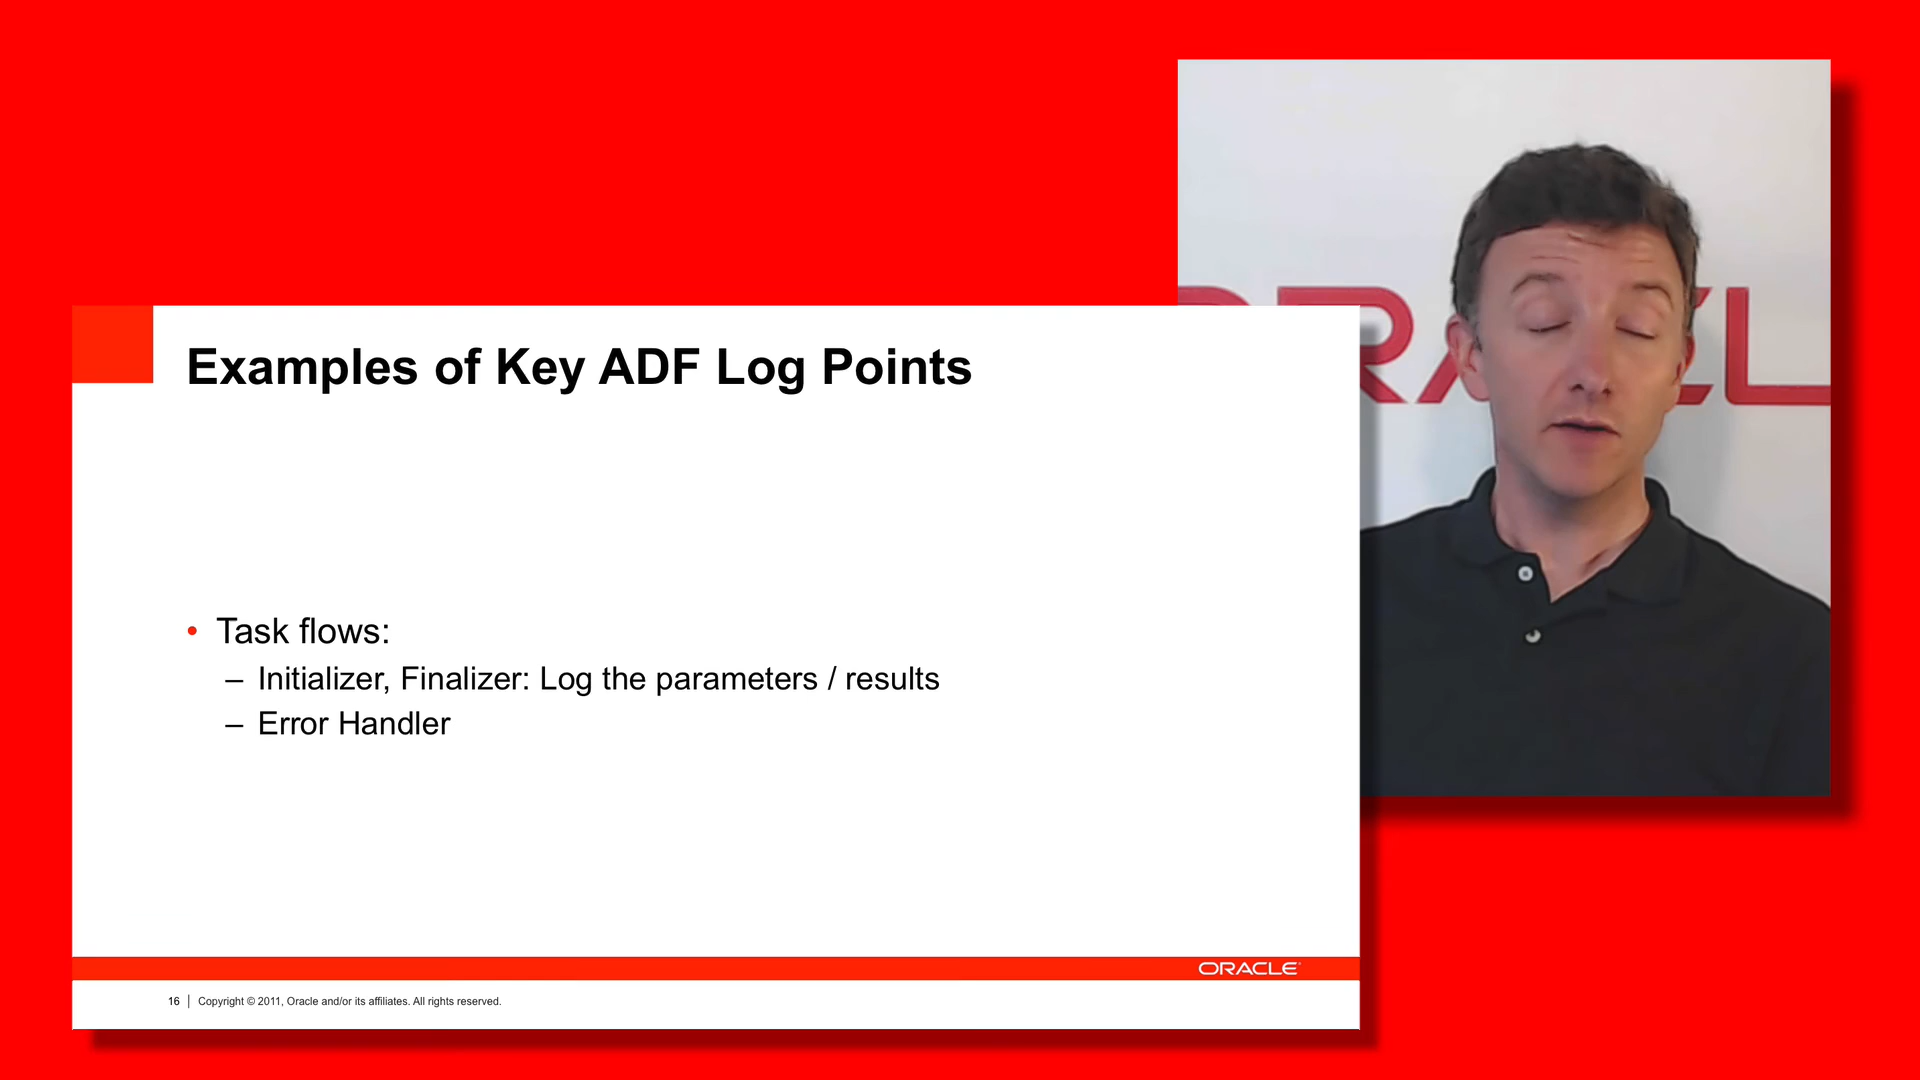 ORACLE
Examples of Key ADF Log Points
• Task flows:
– Initializer, Finalizer: Log the parameters / results
– Error Handler
ORACLE
16 | Copyright © 2011, Oracle and/or its affiliates. All rights reserved.